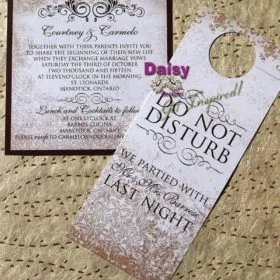 Courtney & Carmelo
TOGETHER WITH THREE PARENTS INVITE YOU
TO SHARE THE BEGINNING OF THEIR NEW LIFE
WHEN THEY EXCHANGE MARRIAGE VOWS
SATURDAY THE THIRD OF OCTOBER
TWO THOUSAND AND FIFTEEN
AT ELEVEN O'CLOCK IN THE MORNING
ST. LEONARDS
MANOTICK, ONTARIO
Lunch and Cocktails to follow
AT ONE O'CLOCK
MANOTICK, ONTARIO
Daisy
DO NOT
DISTURB
WE PARTIED WITH
LAST NIGHT